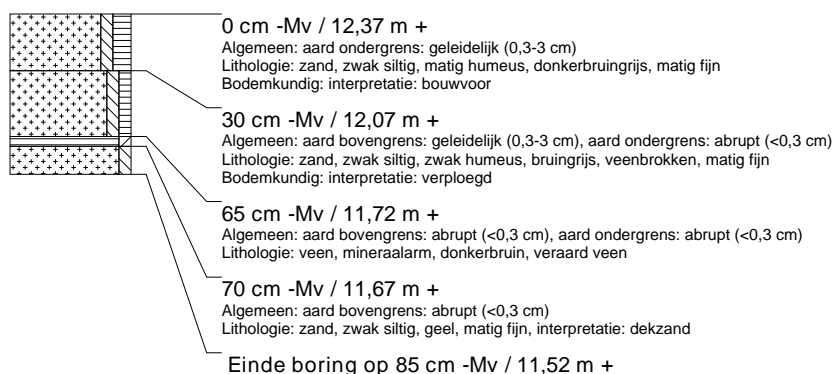 0 cm -Mv / 12,37 m +
Algemeen: aard ondergrens: geleidelijk (0,3-3 cm)
Lithologie: zand, zwak siltig, matig humeus, donkerbruingrijs, matig fijn
Bodemkundig: interpretatie: bouwvoor
30 cm -Mv / 12,07 m +
Algemeen: aard bovengrens: geleidelijk (0,3-3 cm), aard ondergrens: abrupt (<0,3 cm)
Lithologie: zand, zwak siltig, zwak humeus, bruingrijs, veenbrokken, matig fijn
Bodemkundig: interpretatie: verploegd
65 cm -Mv / 11,72 m +
Algemeen: aard bovengrens: abrupt (<0,3 cm), aard ondergrens: abrupt (<0,3 cm)
Lithologie: veen, mineraalarm, donkerbruin, veraard veen
70 cm -Mv / 11,67 m +
Algemeen: aard bovengrens: abrupt (<0,3 cm)
Lithologie: zand, zwak siltig, geel, matig fijn, interpretatie: dekzand
Einde boring op 85 cm -Mv / 11,52 m +